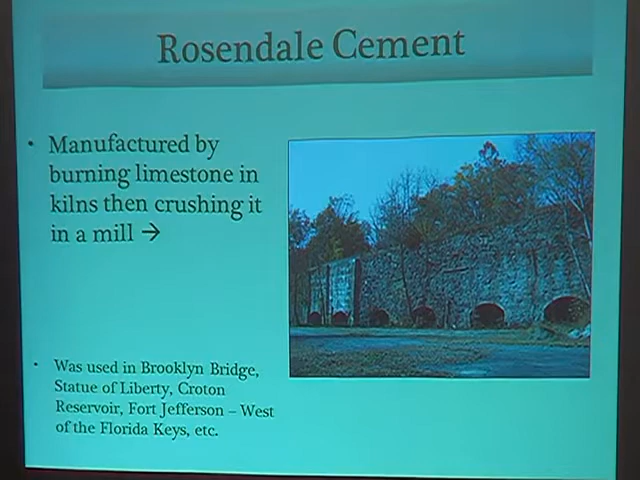 Rosendale Cement
• Manufactured by
burning limestone in
kilns then crushing it
in a mill →
• Was used in Brooklyn Bridge,
Statue of Liberty, Croton
Reservoir, Fort Jefferson – West
of the Florida Keys, etc.